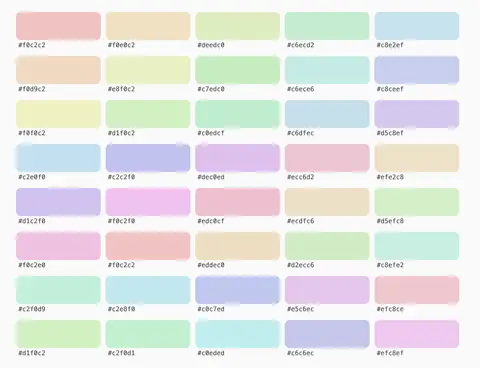 #f0c2c2 #f0e0c2 #deedc0 #c6ecd2 #c8e2ef
#f0d9c2 #e8f0c2 #c7edc0 #c6ece6 #c8ceef
#f0f0c2 #d1f0c2 #c0edcf #c6dfec #d5c8ef
#c2e0f0 #c2c2f0 #dec0ed #ecc6d2 #efe2c8
#d1c2f0 #f0c2f0 #edc0cf #ecdfc6 #d5efc8
#f0c2e0 #f0c2c2 #eddec0 #d2ecc6 #c8efe2
#c2f0d9 #c2e8f0 #c0c7ed #e5c6ec #efc8ce
#d1f0c2 #c2f0d1 #c0eded #c6c6ec #efc8ef